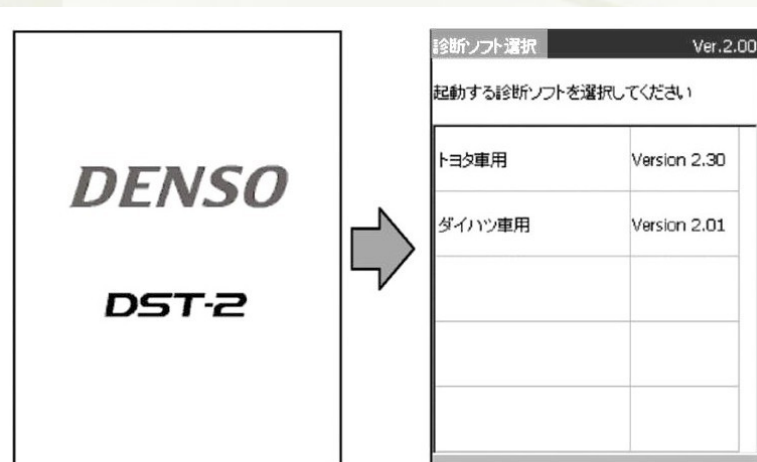 DENSO
DST-2
診断ソフト選択 Ver.2.00
起動する診断ソフトを選択してください
トヨタ車用 Version 2.30
ダイハツ車用 Version 2.01